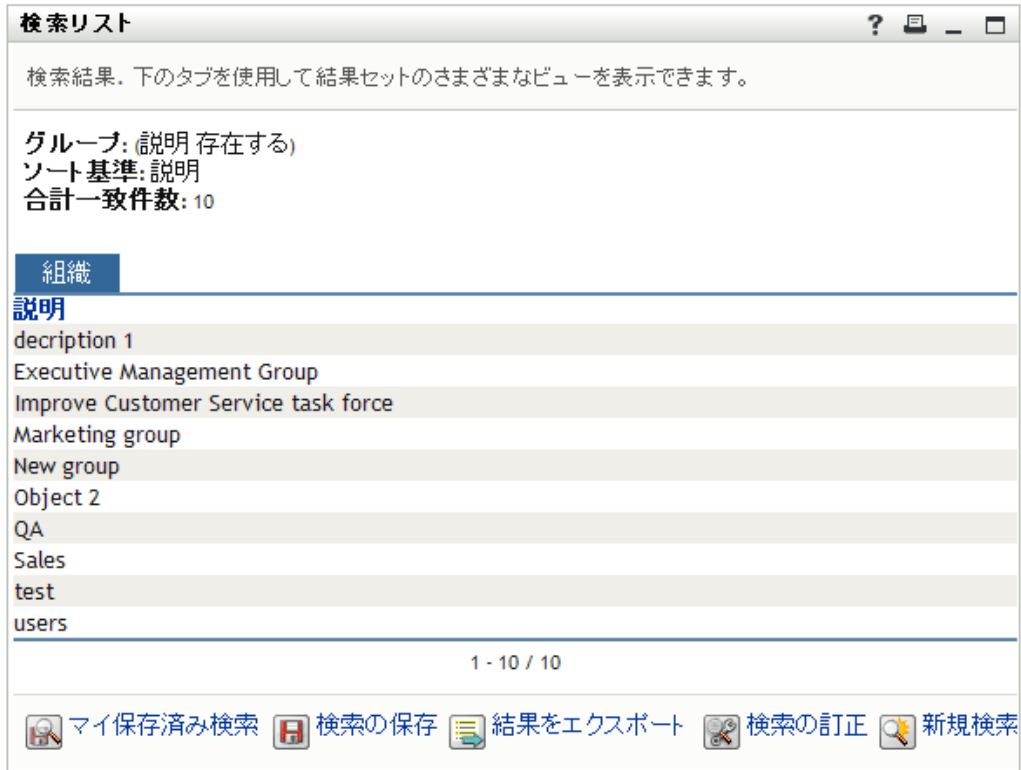 検索リスト
検索結果. 下のタブを使用して結果セットのさまざまなビューを表示できます。
グループ: (説明 存在する)
ソート基準: 説明
合計一致件数: 10
組織
説明
decription 1
Executive Management Group
Improve Customer Service task force
Marketing group
New group
Object 2
QA
Sales
test
users
1 - 10 / 10
マイ保存済み検索 検索の保存 結果をエクスポート 検索の訂正 新規検索